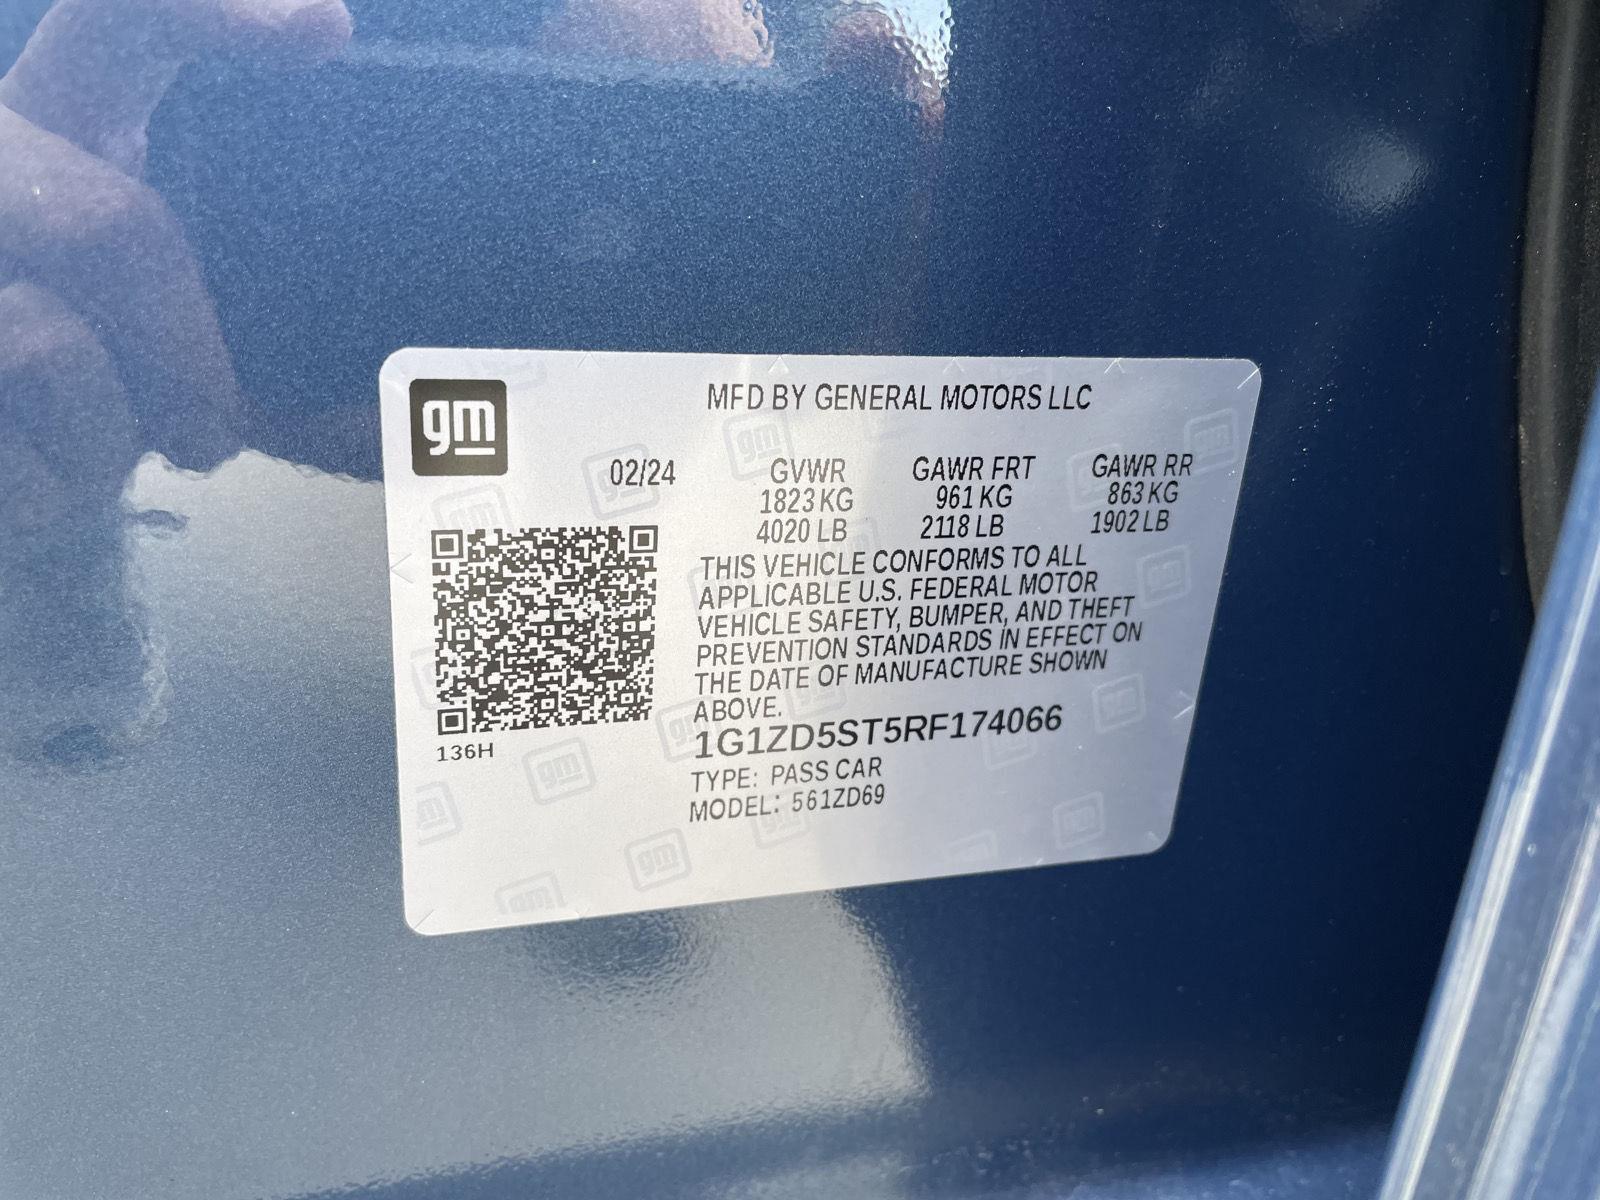 gm
MFD BY GENERAL MOTORS LLC
02/24 GVWR GAWR FRT GAWR RR
1823 KG 961 KG 863 KG
4020 LB 2118 LB 1902 LB
THIS VEHICLE CONFORMS TO ALL
APPLICABLE U.S. FEDERAL MOTOR
VEHICLE SAFETY, BUMPER, AND THEFT
PREVENTION STANDARDS IN EFFECT ON
THE DATE OF MANUFACTURE SHOWN
ABOVE.
136H
1G1ZD5ST5RF174066
TYPE: PASS CAR
MODEL: 561ZD69